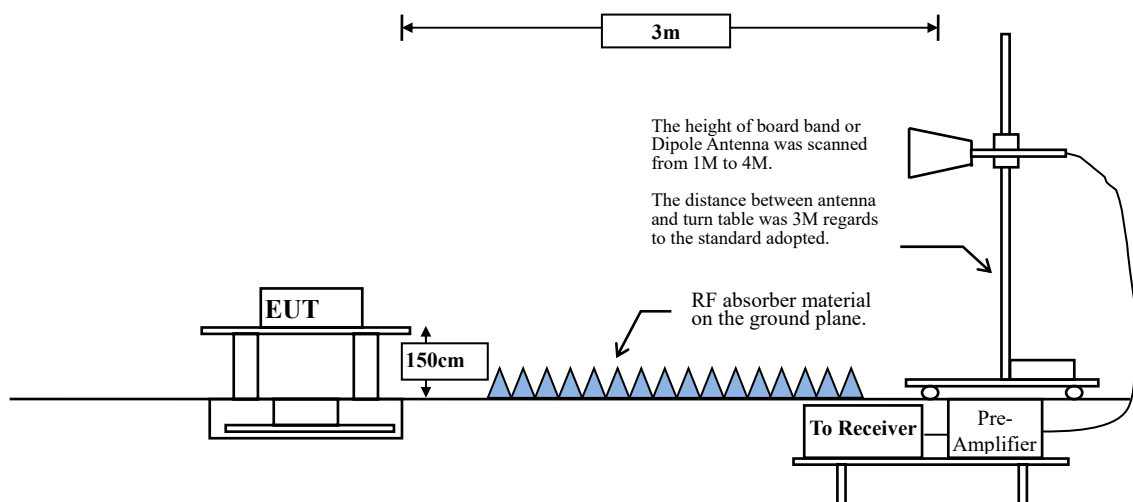 3m
The height of board band or
Dipole Antenna was scanned
from 1M to 4M.
The distance between antenna
and turn table was 3M regards
to the standard adopted.
EUT
RF absorber material
on the ground plane.
150cm
To Receiver
Pre-
Amplifier